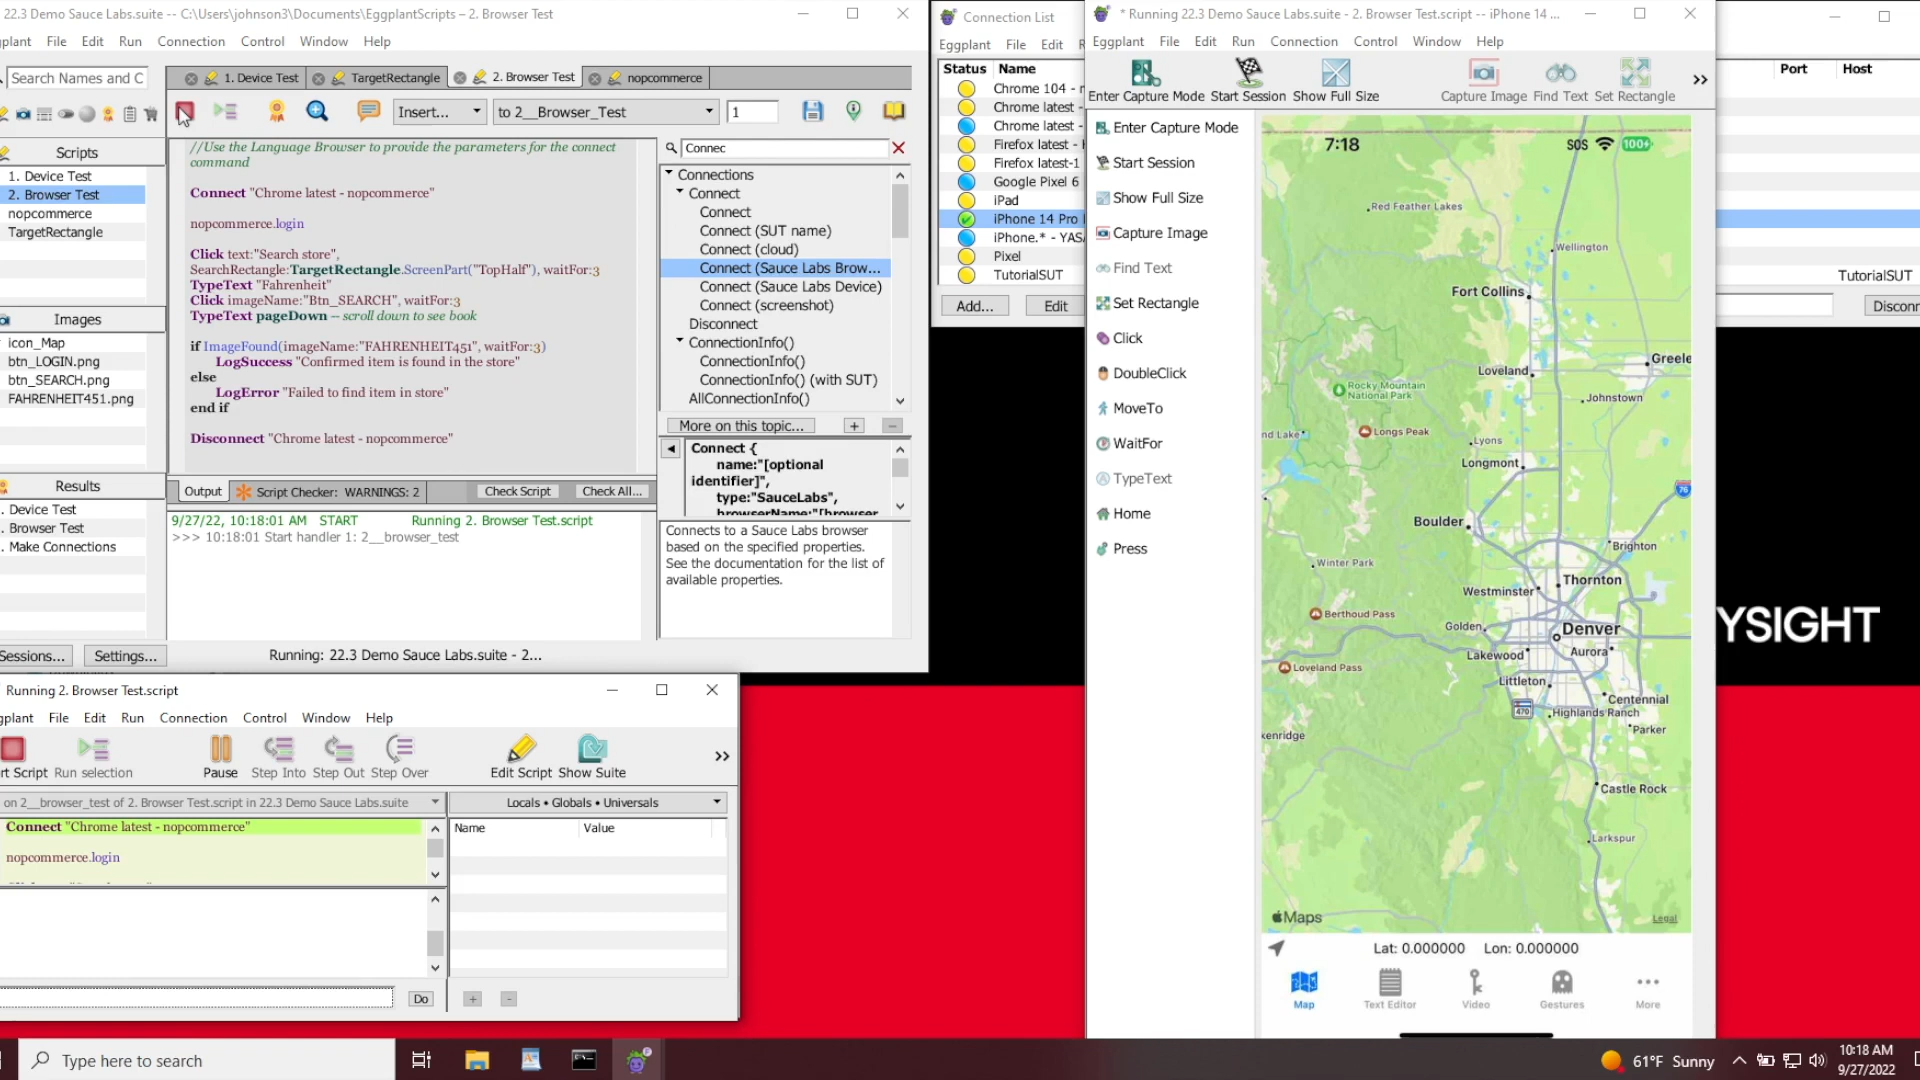 22.3 Demo Sauce Labs.suite -- C:\Users\johnson3\Documents\EggplantScripts – 2. Browser Test
plant File Edit Run Connection Control Window Help
Search Names and C
1. Device Test
TargetRectangle
2. Browser Test
nopcommerce
Insert...
to 2__Browser_Test
1
Scripts
1. Device Test
2. Browser Test
nopcommerce
TargetRectangle
Images
icon_Map
btn_LOGIN.png
btn_SEARCH.png
FAHRENHEIT451.png
Results
. Device Test
. Browser Test
. Make Connections
Sessions...
Settings...
//Use the Language Browser to provide the parameters for the connect
command
Connect "Chrome latest - nopcommerce"
nopcommerce.login
Click text:"Search store",
SearchRectangle:TargetRectangle.ScreenPart("TopHalf"), waitFor:3
TypeText "Fahrenheit"
Click imageName:"Btn_SEARCH", waitFor:3
TypeText pageDown -- scroll down to see book
if ImageFound(imageName:"FAHRENHEIT451", waitFor:3)
LogSuccess "Confirmed item is found in the store"
else
LogError "Failed to find item in store"
end if
Disconnect "Chrome latest - nopcommerce"
Output
Script Checker: WARNINGS: 2
Check Script
Check All...
9/27/22, 10:18:01 AM START Running 2. Browser Test.script
>>> 10:18:01 Start handler 1: 2__browser_test
Running: 22.3 Demo Sauce Labs.suite - 2...
Connec
Connections
Connect
Connect
Connect (SUT name)
Connect (cloud)
Connect (Sauce Labs Brow...
Connect (Sauce Labs Device)
Connect (screenshot)
Disconnect
ConnectionInfo()
ConnectionInfo()
ConnectionInfo() (with SUT)
AllConnectionInfo()
More on this topic...
+
-
Connect {
name:"[optional
identifier]",
type:"SauceLabs",
browserName:"[browser
Connects to a Sauce Labs browser
based on the specified properties.
See the documentation for the list of
available properties.
Running 2. Browser Test.script
gplant File Edit Run Connection Control Window Help
rt Script
Run selection
Pause
Step Into
Step Out
Step Over
Edit Script
Show Suite
on 2__browser_test of 2. Browser Test.script in 22.3 Demo Sauce Labs.suite
Locals • Globals • Universals
Connect "Chrome latest - nopcommerce"
nopcommerce.login
Name
Value
Do
+
-
Connection List
Eggplant File Edit R
Status Name
Port Host
Chrome 104 - r
Chrome latest -
Chrome latest -
Firefox latest - 
Firefox latest-1
Google Pixel 6
iPad
iPhone 14 Pro
iPhone.* - YAS
Pixel
TutorialSUT
TutorialSUT
Add...
Edit
Disconr
YSIGHT
* Running 22.3 Demo Sauce Labs.suite - 2. Browser Test.script -- iPhone 14 ...
Eggplant File Edit Run Connection Control Window Help
Enter Capture Mode
Start Session
Show Full Size
Capture Image
Find Text
Set Rectangle
Enter Capture Mode
Start Session
Show Full Size
Capture Image
Find Text
Set Rectangle
Click
DoubleClick
MoveTo
WaitFor
TypeText
Home
Press
7:18
SOS
100
Red Feather Lakes
Wellington
Fort Collins
Greele
Loveland
Rocky Mountain
National Park
Johnstown
Longs Peak
nd Lake
Lyons
Longmont
76
Boulder
Brighton
Winter Park
Thornton
Westminster
Berthoud Pass
Golden
Denver
Lakewood
Aurora
Loveland Pass
Littleton
Centennial
470
Highlands Ranch
Parker
kenridge
Castle Rock
Larkspur
Maps
Legal
Lat: 0.000000 Lon: 0.000000
Map
Text Editor
Video
Gestures
More
Type here to search
61°F Sunny
10:18 AM
9/27/2022